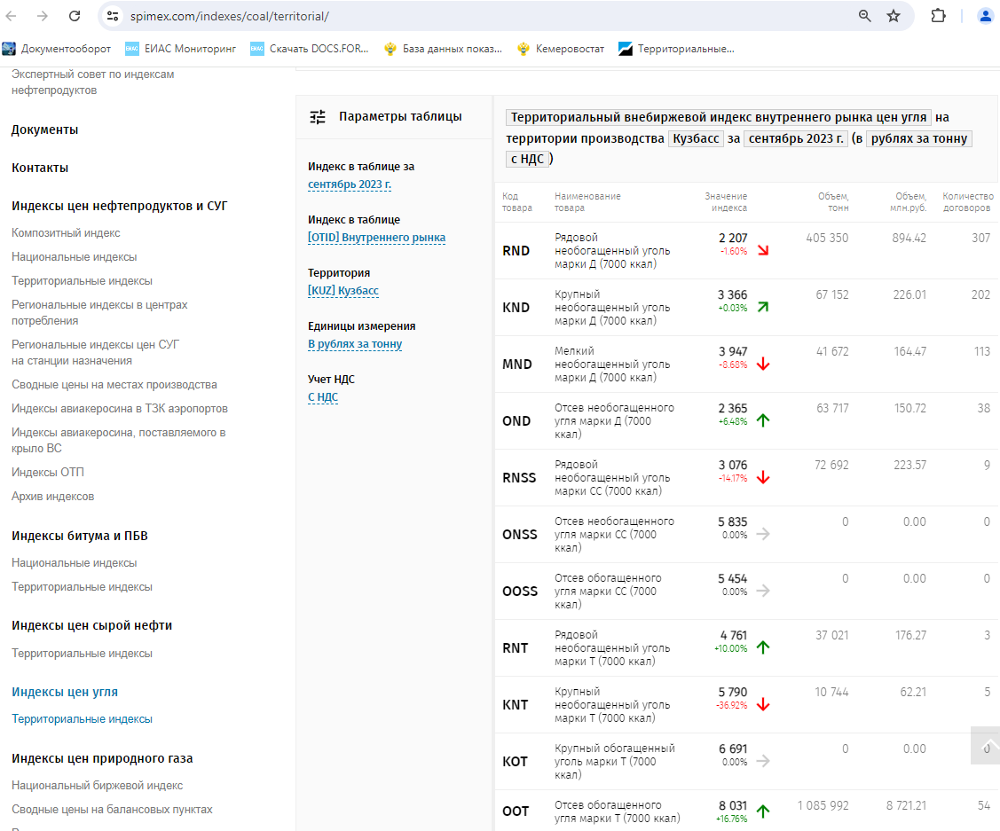 spimex.com/indexes/coal/territorial/
Документооборот
ЕИАС Мониторинг
Скачать DOCS.FOR...
База данных показ...
Кемеровостат
Территориальные...
Экспертный совет по индексам
нефтепродуктов
Документы
Контакты
Индексы цен нефтепродуктов и СУГ
Композитный индекс
Национальные индексы
Территориальные индексы
Региональные индексы в центрах
потребления
Региональные индексы цен СУГ
на станции назначения
Сводные цены на местах производства
Индексы авиакеросина в ТЗК аэропортов
Индексы авиакеросина, поставляемого в
крыло ВС
Индексы ОТП
Архив индексов
Индексы битума и ПБВ
Национальные индексы
Территориальные индексы
Индексы цен сырой нефти
Территориальные индексы
Индексы цен угля
Территориальные индексы
Индексы цен природного газа
Национальный биржевой индекс
Сводные цены на балансовых пунктах
Параметры таблицы
Индекс в таблице за
сентябрь 2023 г.
Индекс в таблице
[OTID] Внутреннего рынка
Территория
[KUZ] Кузбасс
Единицы измерения
В рублях за тонну
Учет НДС
С НДС
Территориальный внебиржевой индекс внутреннего рынка цен угля на
территории производства Кузбасс за сентябрь 2023 г. (в рублях за тонну
с НДС)
Код Наименование Значение Объем, Объем, Количество
товара товара индекса тонн млн.руб. договоров
RND Рядовой 2 207 405 350 894.42 307
необогащенный уголь -1.60%
марки Д (7000 ккал)
KND Крупный 3 366 67 152 226.01 202
необогащенный уголь +0.03%
марки Д (7000 ккал)
MND Мелкий 3 947 41 672 164.47 113
необогащенный уголь -8.68%
марки Д (7000 ккал)
OND Отсев необогащенного 2 365 63 717 150.72 38
угля марки Д (7000 +6.48%
ккал)
RNSS Рядовой 3 076 72 692 223.57 9
необогащенный уголь -14.17%
марки СС (7000 ккал)
ONSS Отсев необогащенного 5 835 0 0.00 0
угля марки СС (7000 0.00%
ккал)
OOSS Отсев обогащенного 5 454 0 0.00 0
угля марки СС (7000 0.00%
ккал)
RNT Рядовой 4 761 37 021 176.27 3
необогащенный уголь +10.00%
марки Т (7000 ккал)
KNT Крупный 5 790 10 744 62.21 5
необогащенный уголь -36.92%
марки Т (7000 ккал)
KOT Крупный обогащенный 6 691 0 0.00 0
уголь марки Т (7000 0.00%
ккал)
OOT Отсев обогащенного 8 031 1 085 992 8 721.21 54
угля марки Т (7000 ккал) +16.76%